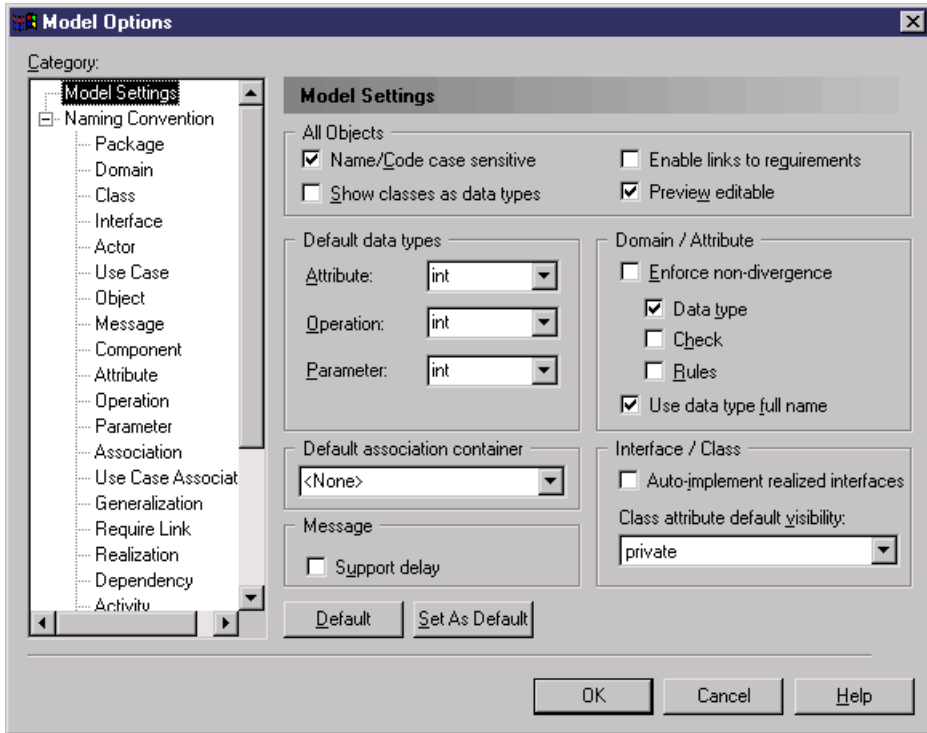 Model Options
Category:
Model Settings
Naming Convention
Package
Domain
Class
Interface
Actor
Use Case
Object
Message
Component
Attribute
Operation
Parameter
Association
Use Case Associat
Generalization
Require Link
Realization
Dependency
Activity
Model Settings
All Objects
Name/Code case sensitive
Enable links to requirements
Show classes as data types
Preview editable
Default data types
Attribute: int
Operation: int
Parameter: int
Domain / Attribute
Enforce non-divergence
Data type
Check
Rules
Use data type full name
Default association container
<None>
Interface / Class
Auto-implement realized interfaces
Class attribute default visibility:
private
Message
Support delay
Default Set As Default
OK Cancel Help